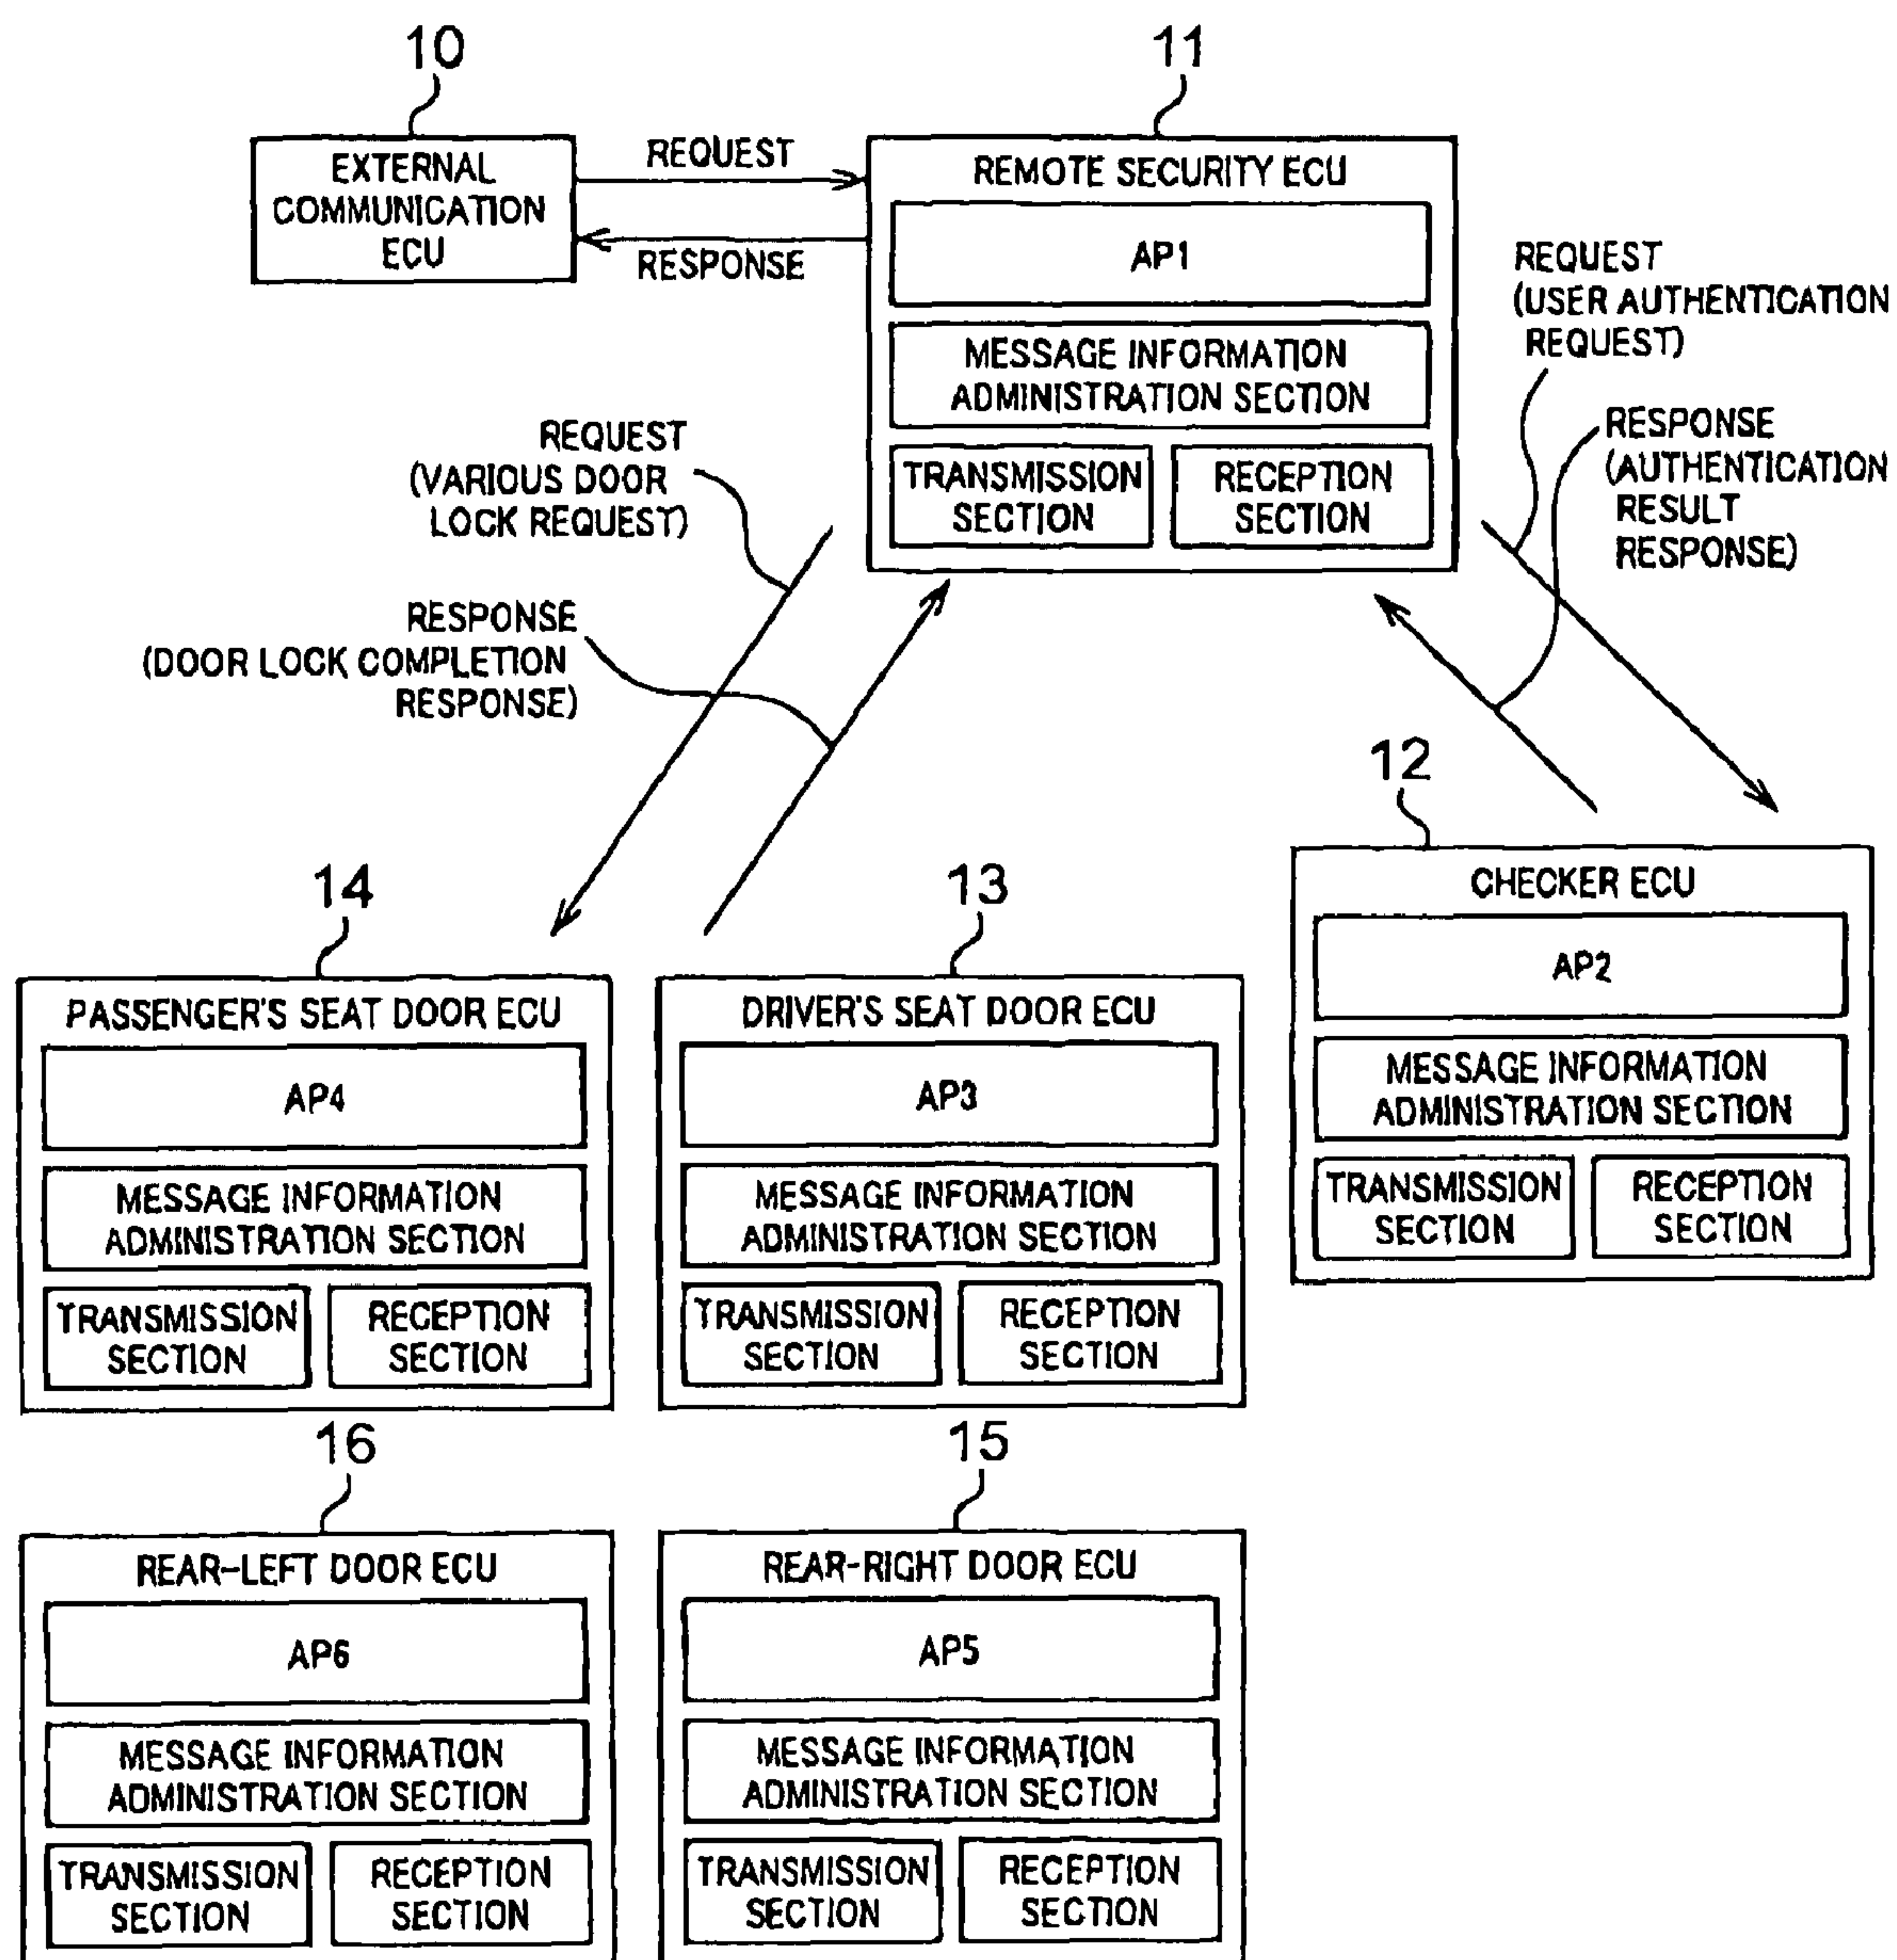 10
11
EXTERNAL
COMMUNICATION
ECU
REQUEST
RESPONSE
REMOTE SECURITY ECU
AP1
MESSAGE INFORMATION
ADMINISTRATION SECTION
TRANSMISSION
SECTION
RECEPTION
SECTION
REQUEST
(USER AUTHENTICATION
REQUEST)
RESPONSE
(AUTHENTICATION
RESULT
RESPONSE)
REQUEST
(VARIOUS DOOR
LOCK REQUEST)
RESPONSE
(DOOR LOCK COMPLETION
RESPONSE)
12
CHECKER ECU
AP2
MESSAGE INFORMATION
ADMINISTRATION SECTION
TRANSMISSION
SECTION
RECEPTION
SECTION
14
PASSENGER'S SEAT DOOR ECU
AP4
MESSAGE INFORMATION
ADMINISTRATION SECTION
TRANSMISSION
SECTION
RECEPTION
SECTION
13
DRIVER'S SEAT DOOR ECU
AP3
MESSAGE INFORMATION
ADMINISTRATION SECTION
TRANSMISSION
SECTION
RECEPTION
SECTION
16
REAR-LEFT DOOR ECU
AP6
MESSAGE INFORMATION
ADMINISTRATION SECTION
TRANSMISSION
SECTION
RECEPTION
SECTION
15
REAR-RIGHT DOOR ECU
AP5
MESSAGE INFORMATION
ADMINISTRATION SECTION
TRANSMISSION
SECTION
RECEPTION
SECTION